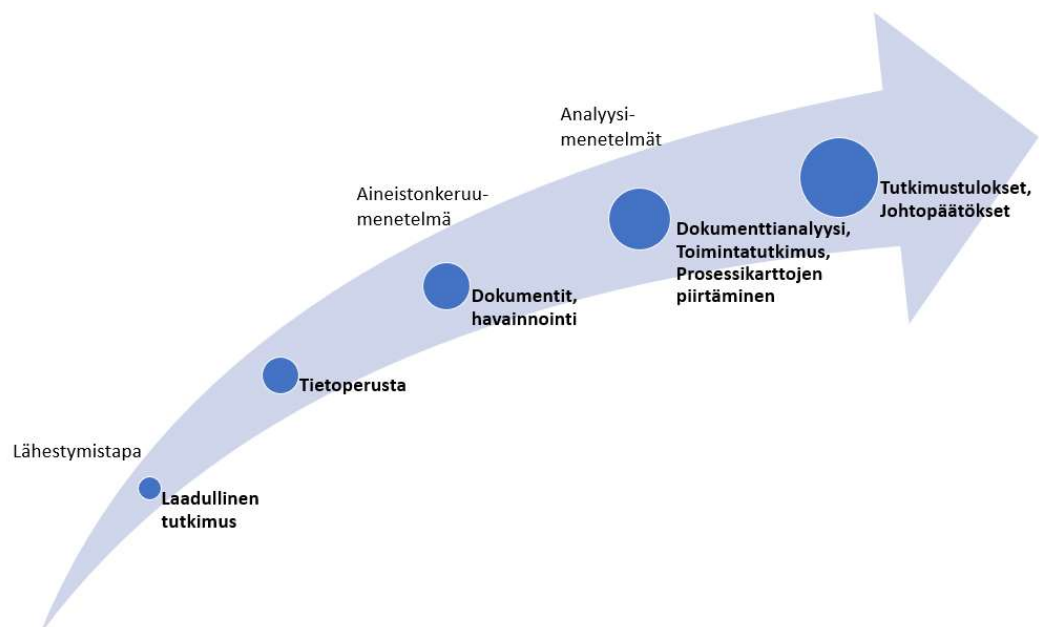 Analyysi-
menetelmät
Tutkimustulokset,
Johtopäätökset
Aineistonkeruu-
menetelmä
Dokumenttianalyysi,
Toimintatutkimus,
Prosessikarttojen
piirtäminen
Dokumentit,
havainnointi
Tietoperusta
Lähestymistapa
Laadullinen
tutkimus